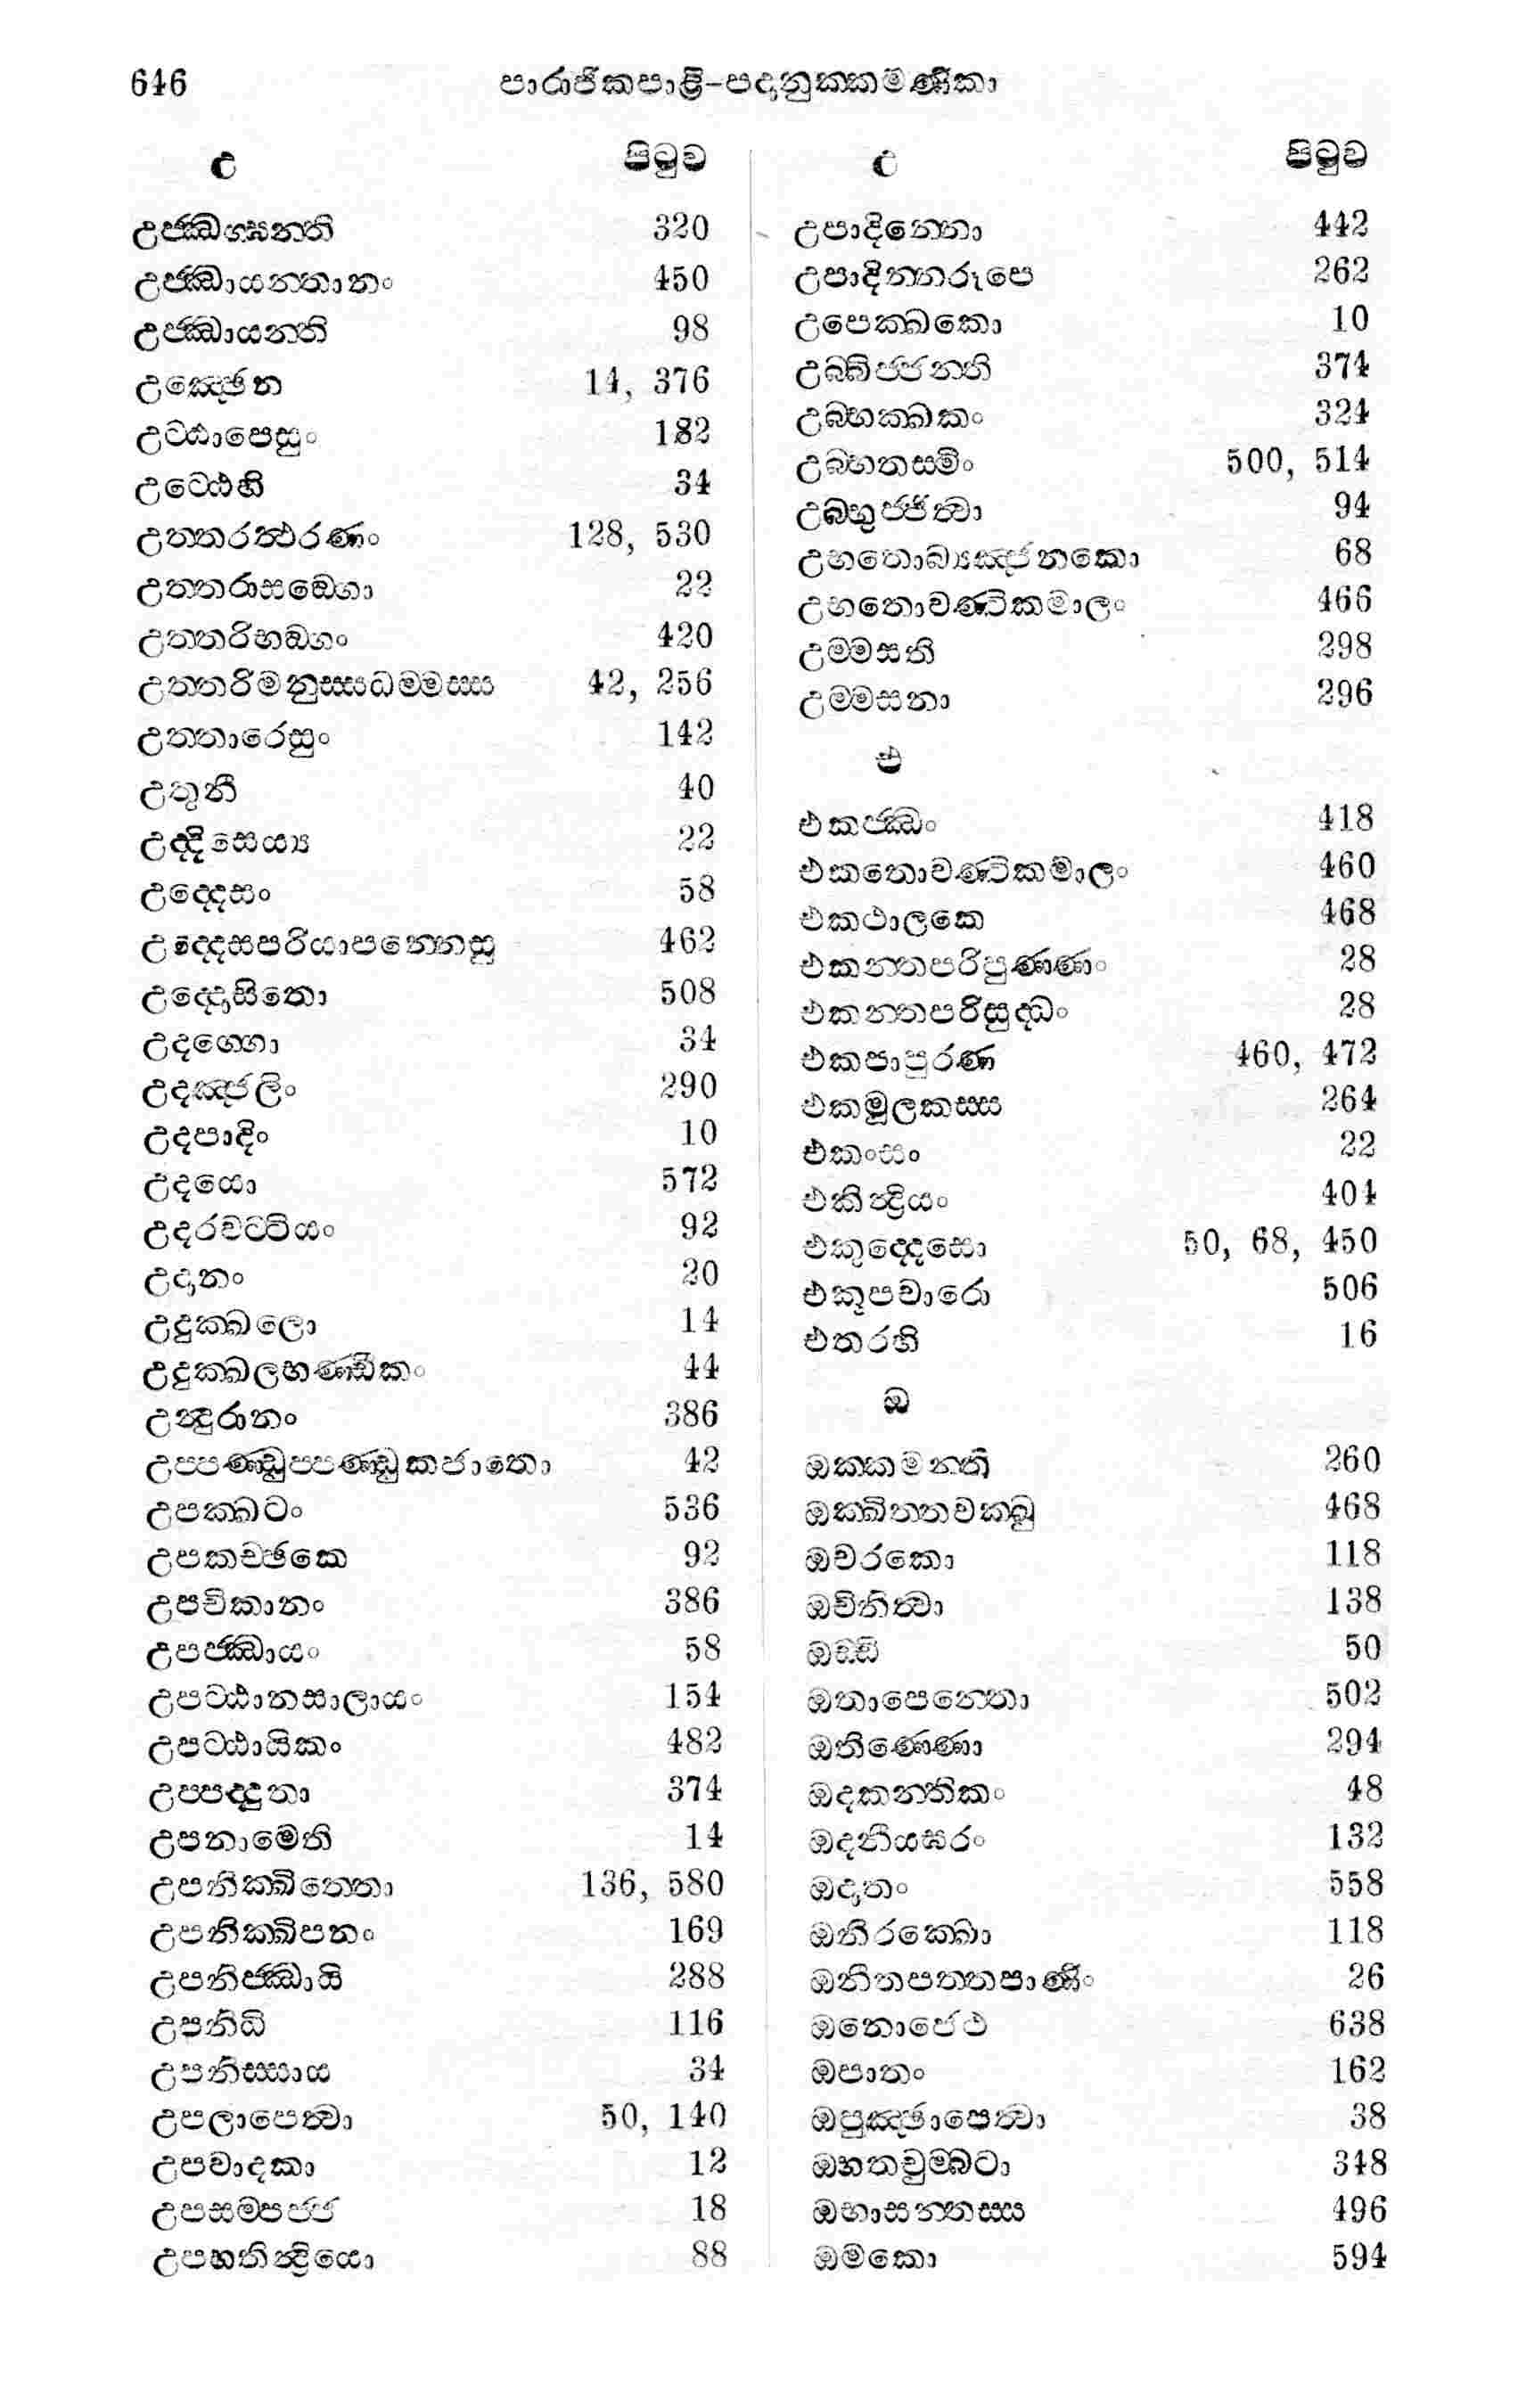 646 පාරාජිකපාළි-පදානුක්කමණිකා
උ පිටුව
උජ්ඣග්ඝන්ති 320
උජ්ඣායන්තානං 450
උජ්ඣායන්ති 98
උඤ්ඡෙන 14, 376
උට්ඨාපෙසුං 182
උට්ඨෙහි 34
උත්තරත්ථරණං 128, 530
උත්තරාසඞ්ගො 22
උත්තරිභඞ්ගං 420
උත්තරිමනුස්සධම්මස්ස 42, 256
උත්තාරෙසුං 142
උතුනී 40
උද්දිසෙය්‍ය 22
උද්දෙසං 58
උද්දෙසපරියාපන්නෙසු 462
උද්දොසිතො 508
උදග්ගො 34
උදඤ්ජලිං 290
උදපාදිං 10
උදයො 572
උදරවට්ටියං 92
උදානං 20
උදුක්ඛලො 14
උදුක්ඛලභණ්ඩිකං 44
උන්දුරානං 386
උප්පණ්ඩුප්පණ්ඩුකජාතො 42
උපක්ඛටං 536
උපකච්ඡකෙ 92
උපචිකානං 386
උපජ්ඣායං 58
උපට්ඨානසාලායං 154
උපට්ඨායිකං 482
උප්පද්දුතා 374
උපනාමෙති 14
උපනික්ඛිත්තො 136, 580
උපනික්ඛිපනං 169
උපනිජ්ඣායි 288
උපනිධි 116
උපනිස්සාය 34
උපලාපෙත්වා 50, 140
උපවාදකා 12
උපසම්පජ්ජ 18
උපහතින්ද්‍රියො 88
උ පිටුව
උපාදින්නො 442
උපාදින්නරූපෙ 262
උපෙක්ඛකො 10
උබ්බිජ්ජන්ති 374
උබ්භක්ඛකං 324
උබ්භතස්මිං 500, 514
උබ්භුජිත්වා 94
උභතොබ්‍යඤ්ජනකො 68
උභතොවණ්ටිකමාලං 466
උම්මසති 298
උම්මසනා 296
එ
එකජ්ඣං 418
එකතොවණ්ටිකමාලං 460
එකථාලකෙ 468
එකන්තපරිපුණ්ණං 28
එකන්තපරිසුද්ධං 28
එකපාපුරණ 460, 472
එකමූලකස්ස 264
එකංසං 22
එකින්ද්‍රියං 404
එකුද්දෙසො 50, 68, 450
එකූපචාරො 506
එතරහි 16
ඔ
ඔක්කමන්ති 260
ඔක්ඛිත්තචක්ඛු 468
ඔචරකො 118
ඔචිනිත්වා 138
ඔඩ්ඩි 50
ඔතාපෙන්තො 502
ඔතිණ්ණො 294
ඔදකන්තිකං 48
ඔදනීයඝරං 132
ඔදාතං 558
ඔනිරක්ඛො 118
ඔනීතපත්තපාණිං 26
ඔනොජෙථ 638
ඔපාතං 162
ඔපුඤ්ඡාපෙත්වා 38
ඔභතචුම්බටා 348
ඔභාසන්තස්ස 496
ඔමකො 594